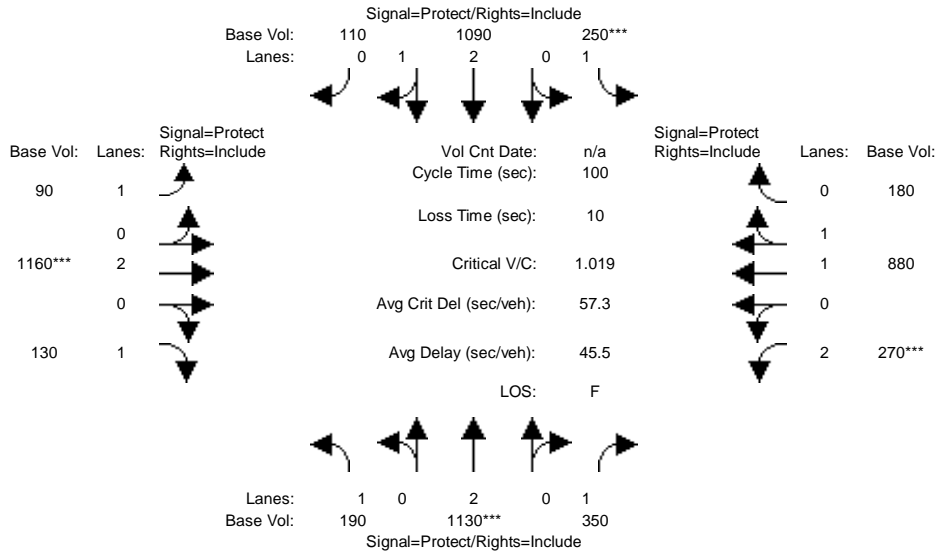 Signal=Protect/Rights=Include
Base Vol: 110 1090 250***
Lanes: 0 1 2 0 1
Signal=Protect
Base Vol: Lanes: Rights=Include
Vol Cnt Date: n/a
Signal=Protect
Rights=Include Lanes: Base Vol:
Cycle Time (sec): 100
90 1
0 180
Loss Time (sec): 10
0
1
1160*** 2
Critical V/C: 1.019
1 880
0
Avg Crit Del (sec/veh): 57.3
0
130 1
Avg Delay (sec/veh): 45.5
2 270***
LOS: F
Lanes: 1 0 2 0 1
Base Vol: 190 1130*** 350
Signal=Protect/Rights=Include